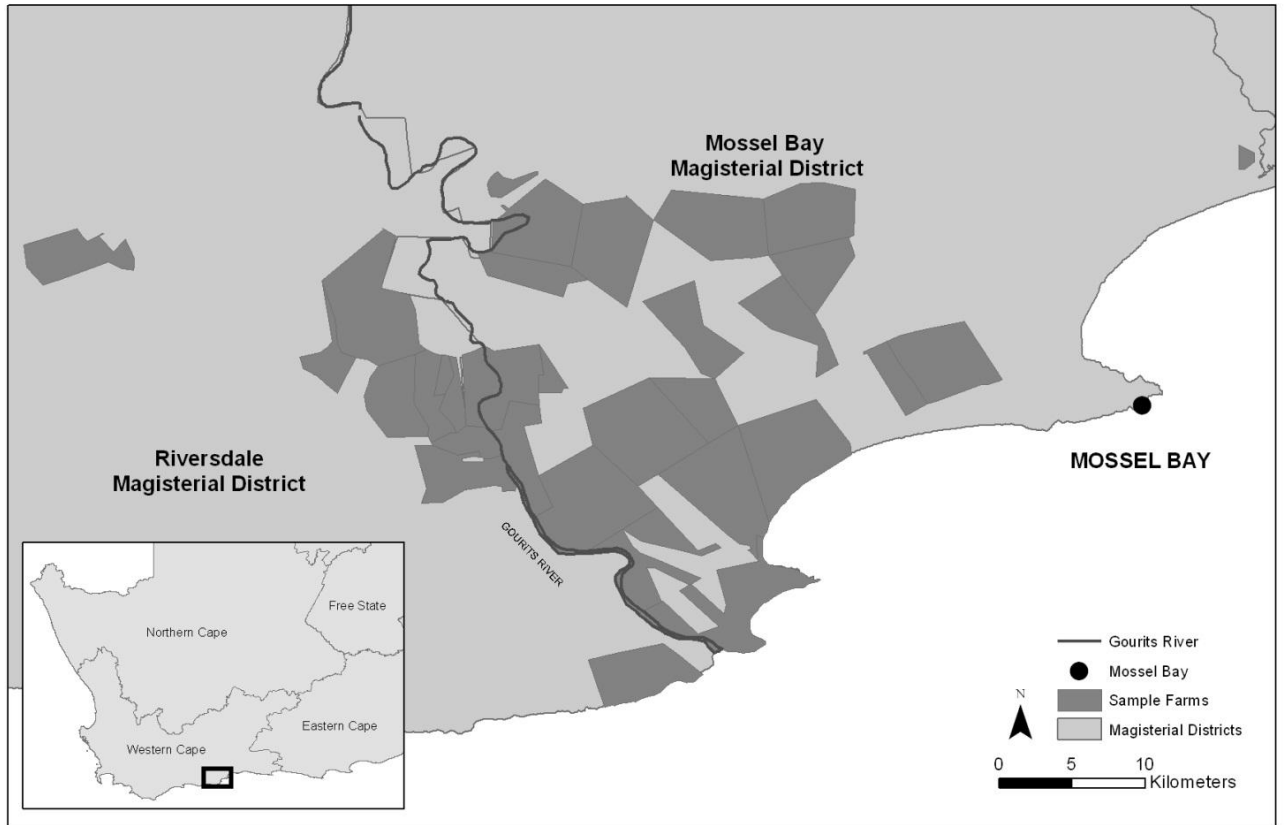 Mossel Bay
Magisterial District
Riversdale
Magisterial District
MOSSEL BAY
GOURITS RIVER
Northern Cape
Free State
Western Cape
Eastern Cape
Gourits River
Mossel Bay
Sample Farms
Magisterial Districts
N
0 5 10
Kilometers